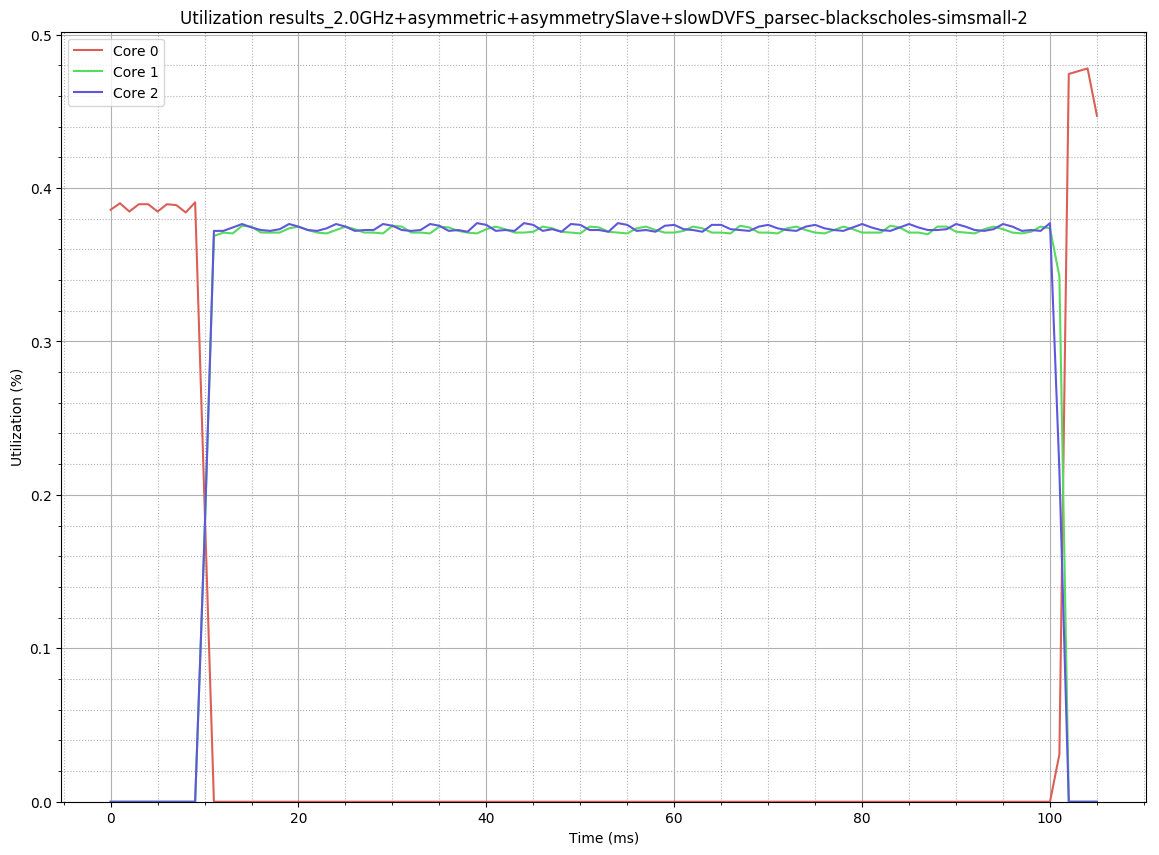 Utilization results_2.0GHz+asymmetric+asymmetrySlave+slowDVFS_parsec-blackscholes-simsmall-2
Core 0
Core 1
Core 2
Utilization (%)
0.5
0.4
0.3
0.2
0.1
0.0
0 20 40 60 80 100
Time (ms)